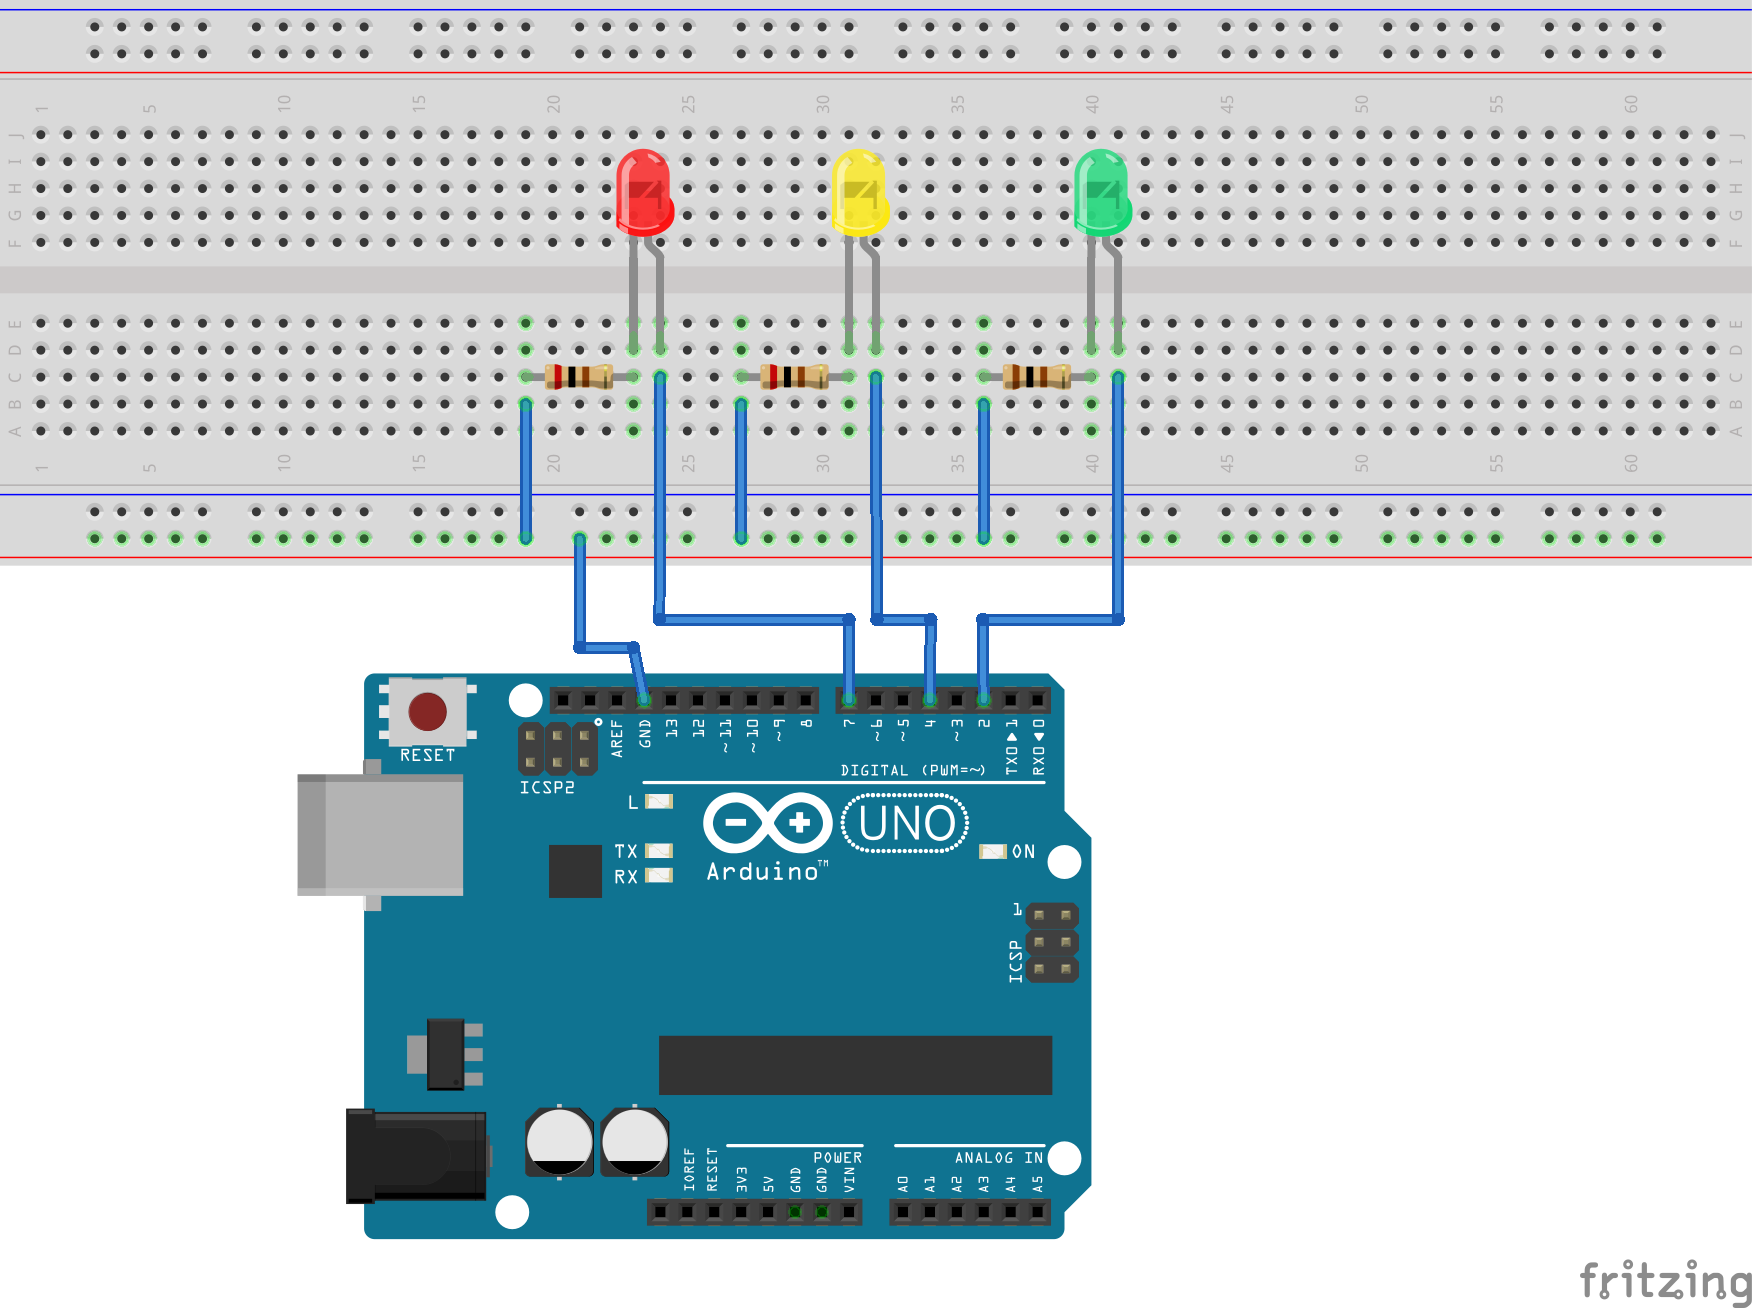 1 5 10 15 20 25 30 35 40 45 50 55 60
J J
I I
H H
G G
F F
E E
D D
C C
B B
A A
1 5 10 15 20 25 30 35 40 45 50 55 60
RESET
ICSP2
AREF
GND
13
12
~11
~10
~9
8
7
~6
~5
4
~3
2
TX0▶1
RX0◀0
DIGITAL (PWM=~)
L
TX
RX
UNO
Arduino™
ON
1
ICSP
POWER
ANALOG IN
IOREF
RESET
3V3
5V
GND
GND
VIN
A0
A1
A2
A3
A4
A5
fritzing